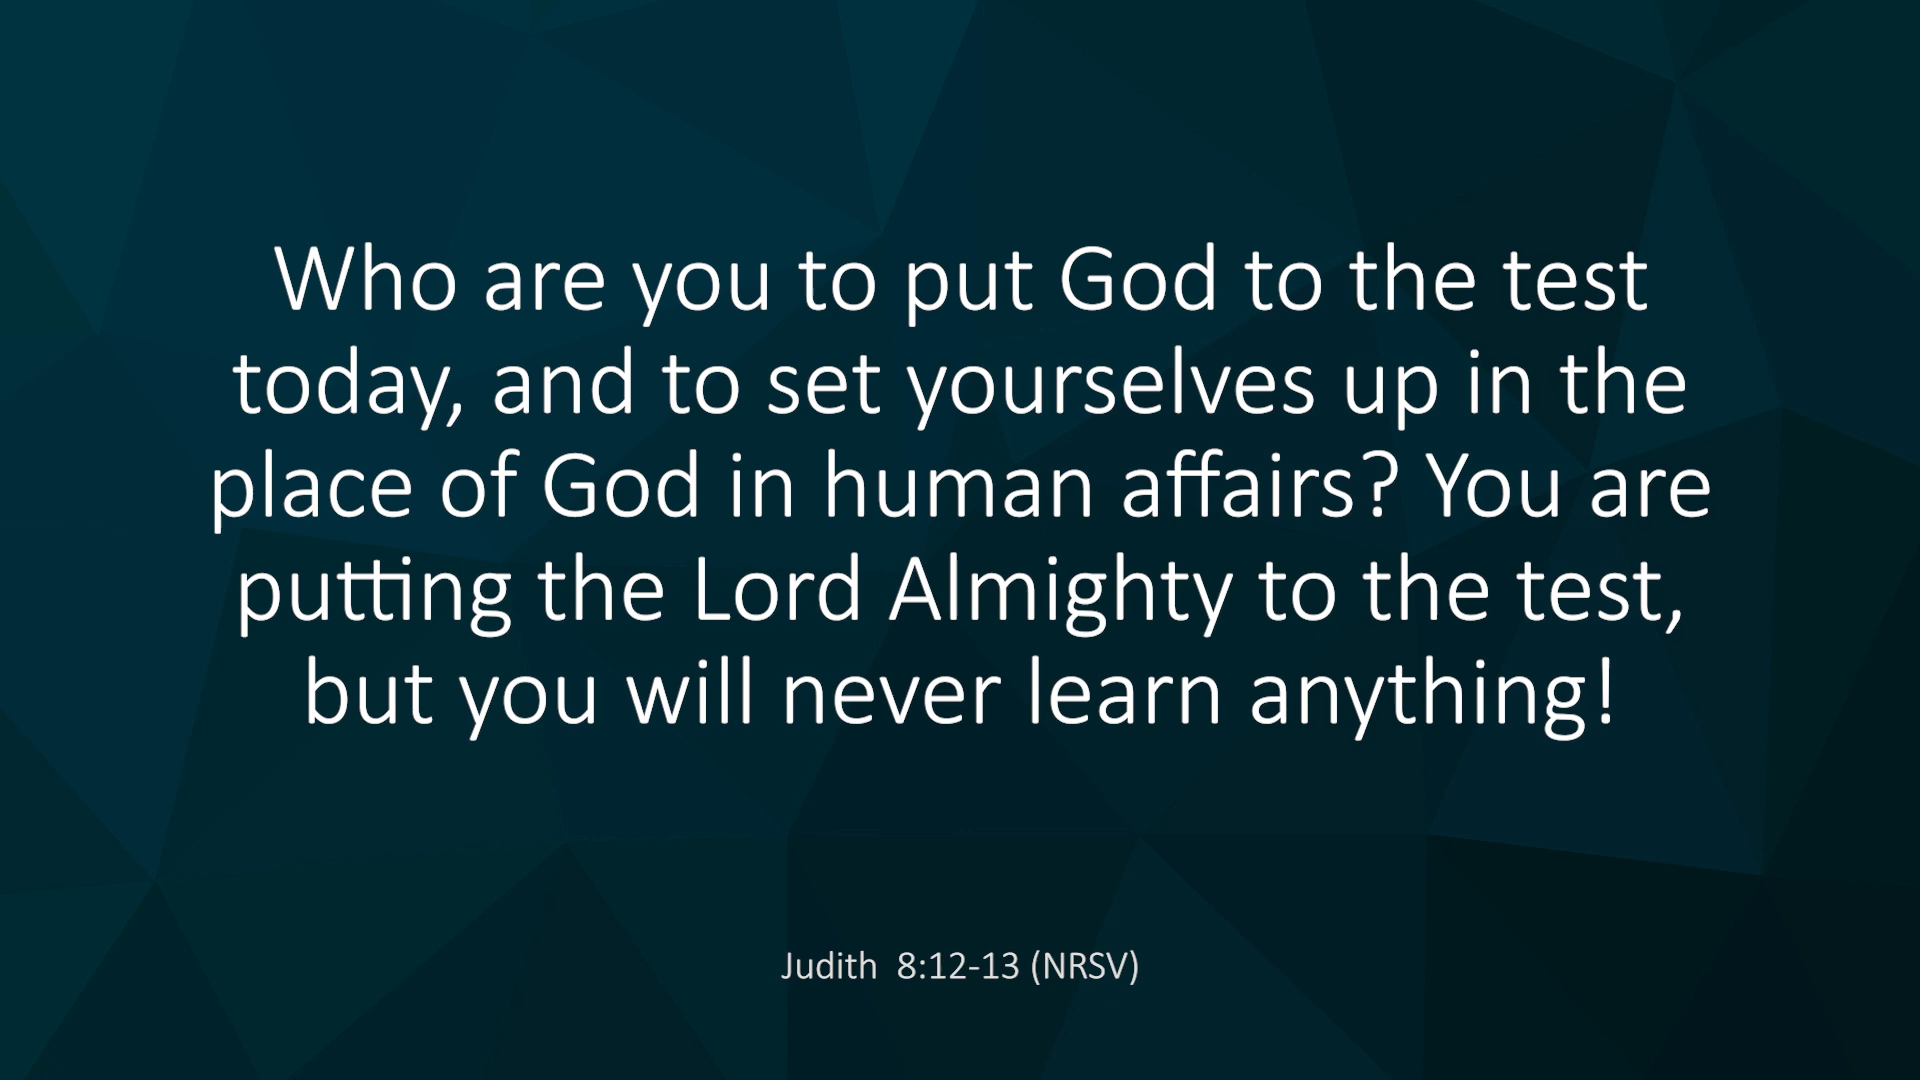 Who are you to put God to the test
today, and to set yourselves up in the
place of God in human affairs? You are
putting the Lord Almighty to the test,
but you will never learn anything!
Judith  8:12-13 (NRSV)